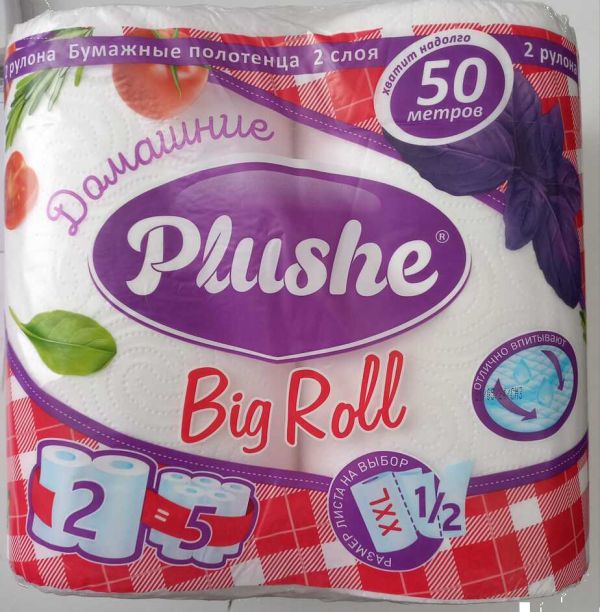 2 рулона Бумажные полотенца 2 слоя
2 рулона
хватит надолго
50
метров
Домашние
Plushe®
Big Roll
отлично впитывают
2 = 5
РАЗМЕР ЛИСТА НА ВЫБОР
XXL
1/2